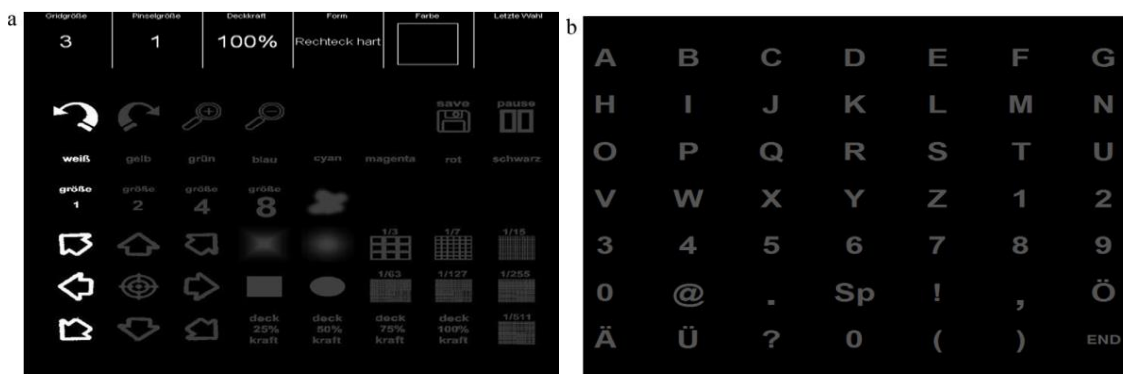 a
Gridgröße Pinselgröße Deckkraft Form Farbe Letzte Wahl
3 1 100% Rechteck hart
save pause
weiß gelb grün blau cyan magenta rot schwarz
größe größe größe größe
1 2 4 8
1/3 1/7 1/15
1/63 1/127 1/255
deck deck deck deck 1/511
25% 50% 75% 100%
kraft kraft kraft kraft
b
A B C D E F G
H I J K L M N
O P Q R S T U
V W X Y Z 1 2
3 4 5 6 7 8 9
0 @ . Sp ! , Ö
Ä Ü ? 0 ( ) END